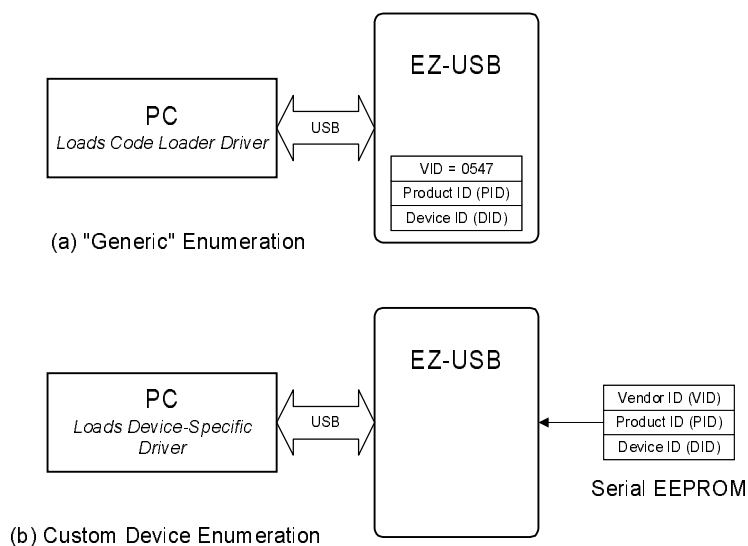 EZ-USB
PC
Loads Code Loader Driver
USB
VID = 0547
Product ID (PID)
Device ID (DID)
(a) "Generic" Enumeration
EZ-USB
PC
Loads Device-Specific
Driver
USB
Vendor ID (VID)
Product ID (PID)
Device ID (DID)
Serial EEPROM
(b) Custom Device Enumeration